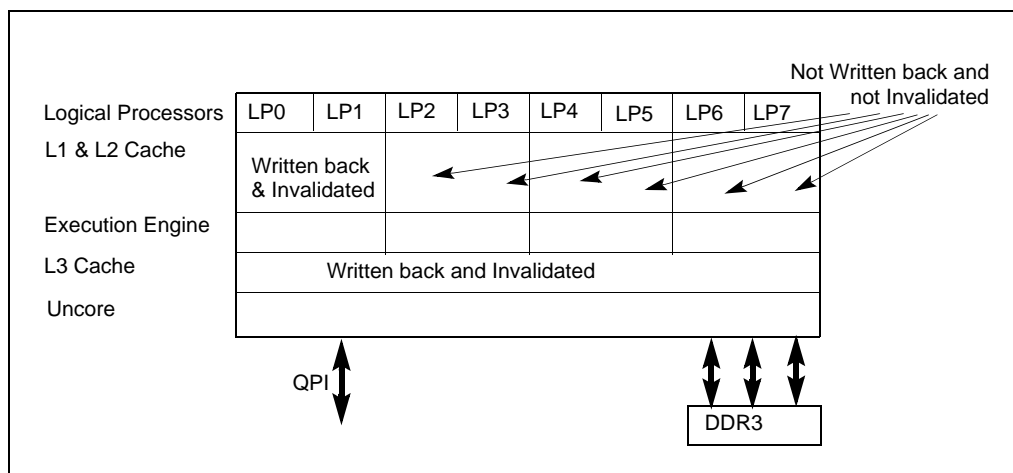 Not Written back and
not Invalidated
Logical Processors LP0 LP1 LP2 LP3 LP4 LP5 LP6 LP7
L1 & L2 Cache
Written back
& Invalidated
Execution Engine
L3 Cache Written back and Invalidated
Uncore
QPI
DDR3